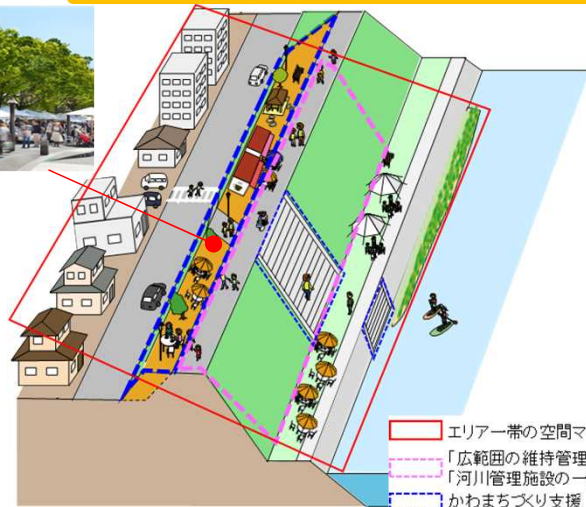 エリア一帯の空間マ
「広範囲の維持管理
「河川管理施設の一
かわまちづくり支援